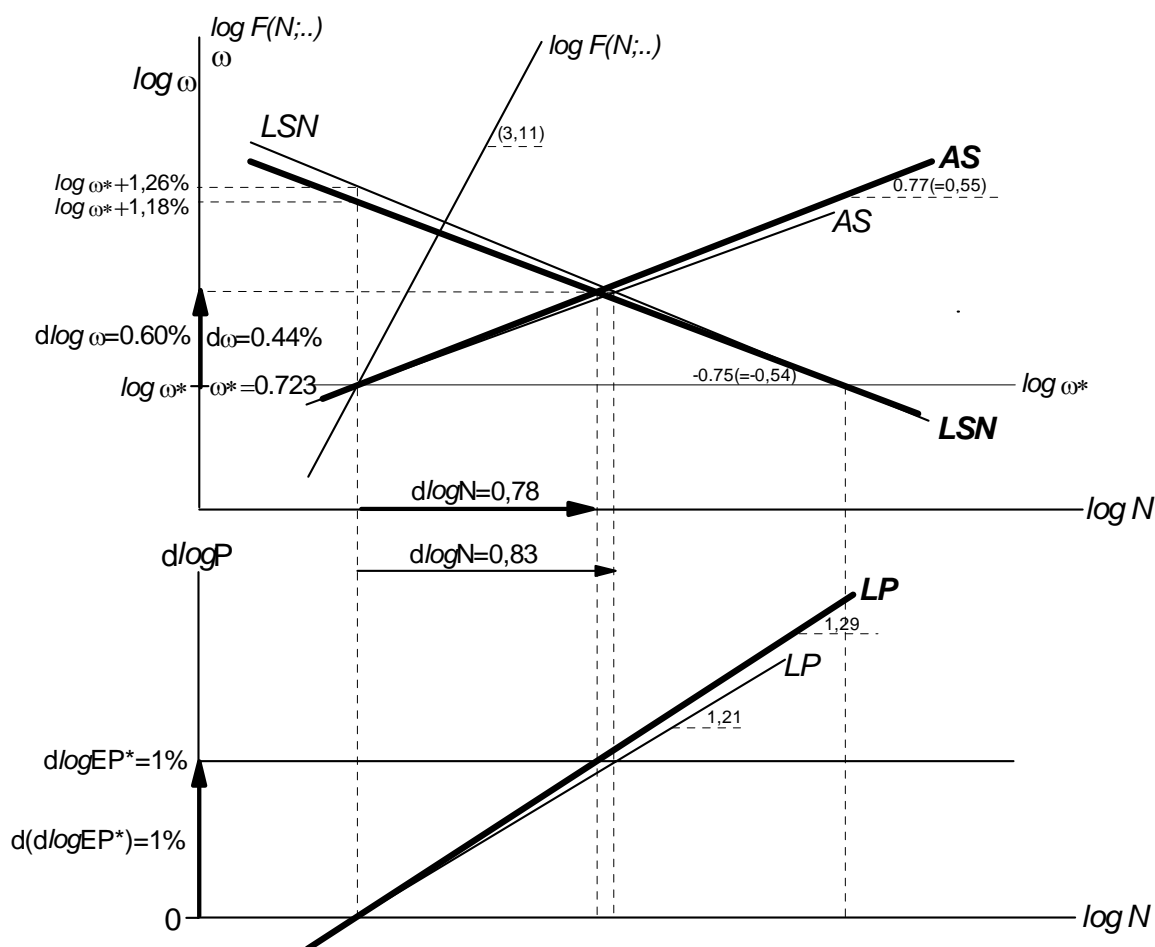 log F(N;..)
ω
log F(N;..)
log ω
LSN
(3,11)
AS
log ω*+1,26%
0.77(=0,55)
log ω*+1,18%
AS
dlog ω=0.60%
dω=0.44%
-0.75(=-0,54)
log ω*
ω*=0.723
log ω*
LSN
dlogN=0,78
log N
dlogP
dlogN=0,83
LP
1,29
LP
1,21
dlogEP*=1%
d(dlogEP*)=1%
0
log N